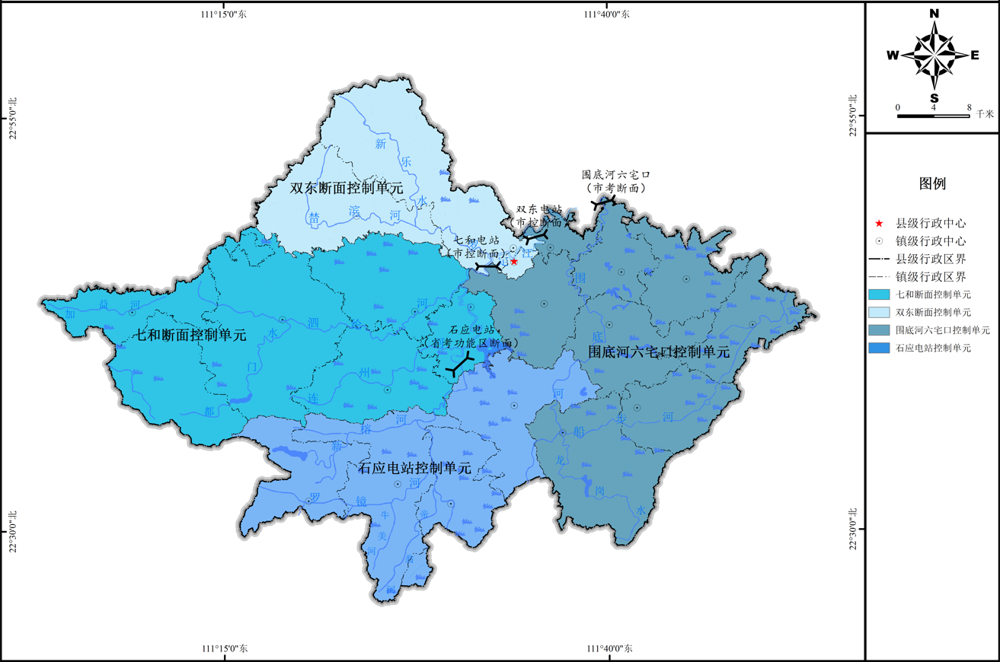 111°15'0"东
111°40'0"东
22°55'0"北
22°55'0"北
N
W
E
S
0
4
8
千米
图例
县级行政中心
镇级行政中心
县级行政区界
镇级行政区界
七和断面控制单元
双东断面控制单元
围底河六宅口控制单元
石应电站控制单元
围底河六宅口
(市考断面)
双东电站
(市控断面)
七和电站
(市控断面)
石应电站
(省考功能区断面)
双东断面控制单元
七和断面控制单元
围底河六宅口控制单元
石应电站控制单元
新
乐
水
滨
河
江
加
益
河
水
泗
河
门
都
州
连
围
底
河
榕
河
新
罗
镜
河
牛
美
河
帝
河
船
步
河
龙
岗
水
22°30'0"北
22°30'0"北
111°15'0"东
111°40'0"东